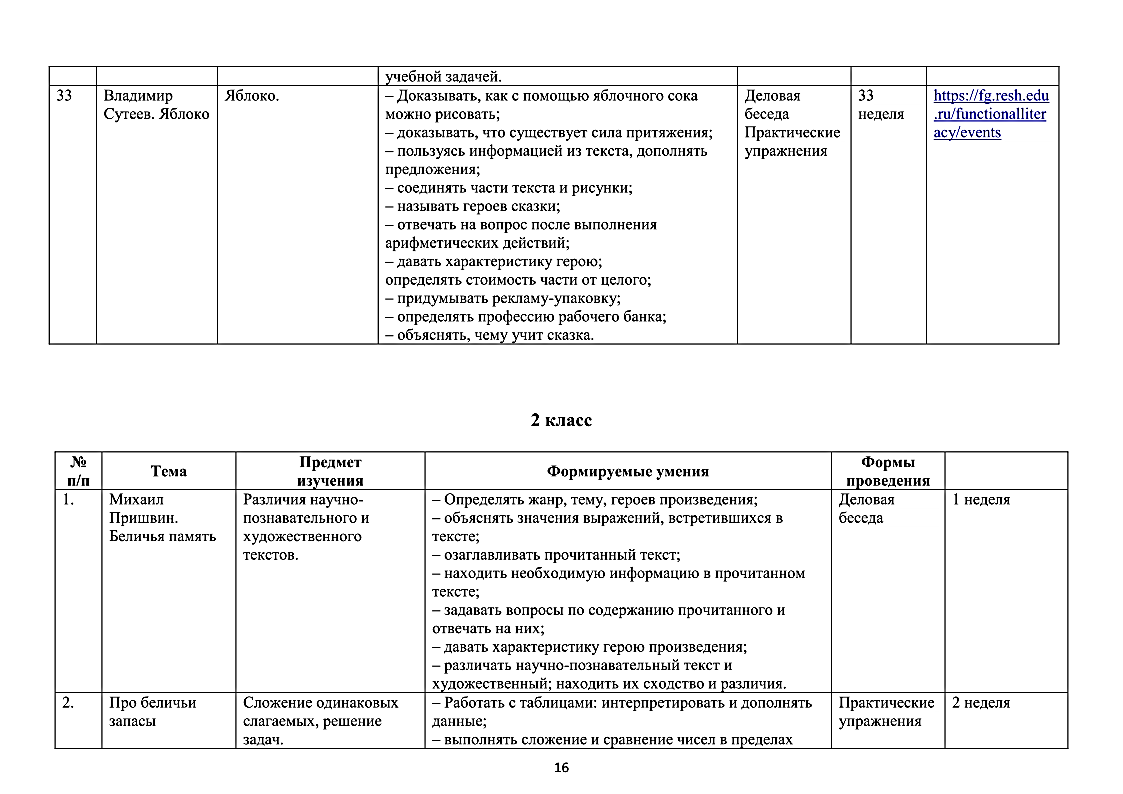 учебной задачей.
33
Владимир
Сутеев. Яблоко
Яблоко.
– Доказывать, как с помощью яблочного сока
можно рисовать;
– доказывать, что существует сила притяжения;
– пользуясь информацией из текста, дополнять
предложения;
– соединять части текста и рисунки;
– называть героев сказки;
– отвечать на вопрос после выполнения
арифметических действий;
– давать характеристику герою;
определять стоимость части от целого;
– придумывать рекламу-упаковку;
– определять профессию рабочего банка;
– объяснять, чему учит сказка.
Деловая
беседа
Практические
упражнения
33
неделя
https://fg.resh.edu
.ru/functionalliter
acy/events
2 класс
№
п/п
Тема
Предмет
изучения
Формируемые умения
Формы
проведения
1.
Михаил
Пришвин.
Беличья память
Различия научно-
познавательного и
художественного
текстов.
– Определять жанр, тему, героев произведения;
– объяснять значения выражений, встретившихся в
тексте;
– озаглавливать прочитанный текст;
– находить необходимую информацию в прочитанном
тексте;
– задавать вопросы по содержанию прочитанного и
отвечать на них;
– давать характеристику герою произведения;
– различать научно-познавательный текст и
художественный; находить их сходство и различия.
Деловая
беседа
1 неделя
2.
Про беличьи
запасы
Сложение одинаковых
слагаемых, решение
задач.
– Работать с таблицами: интерпретировать и дополнять
данные;
– выполнять сложение и сравнение чисел в пределах
Практические
упражнения
2 неделя
16